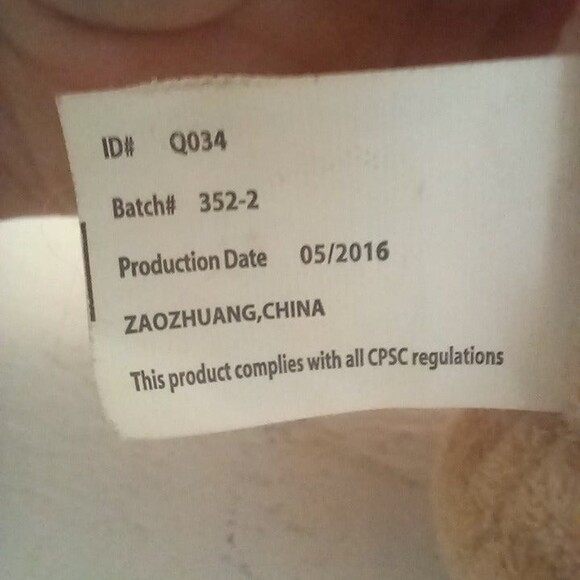 ID# Q034
Batch# 352-2
Production Date 05/2016
ZAOZHUANG,CHINA
This product complies with all CPSC regulations